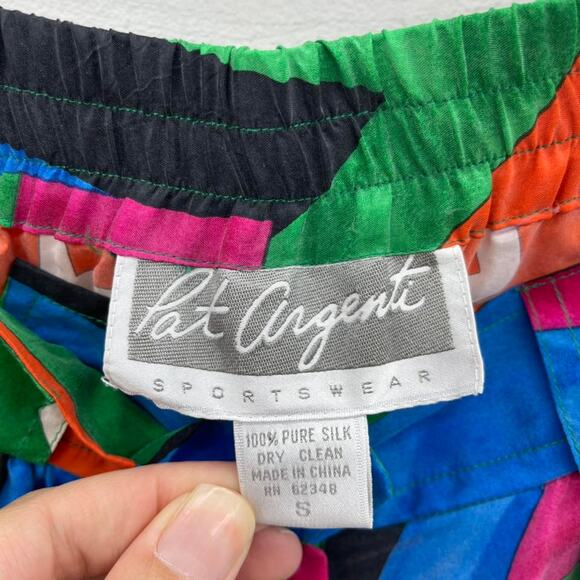 Pat Argenti
SPORTSWEAR
100% PURE SILK
DRY CLEAN
MADE IN CHINA
RN 62348
S